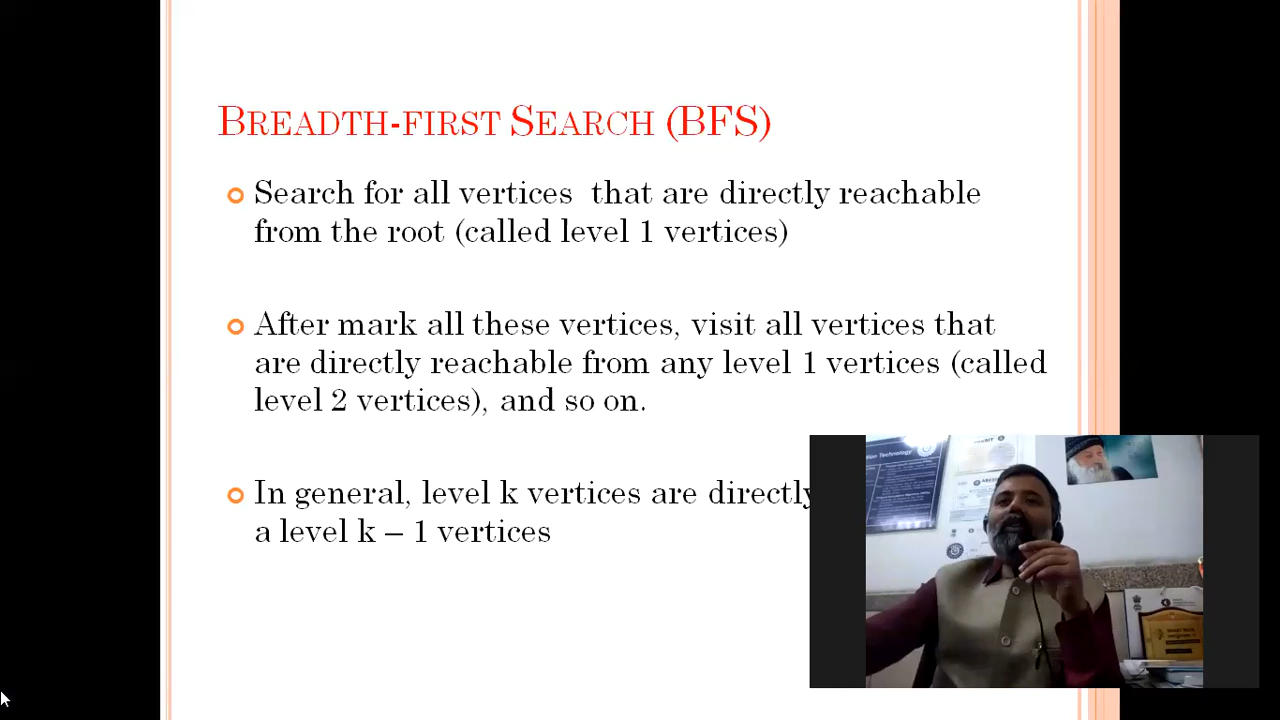 BREADTH-FIRST SEARCH (BFS)
Search for all vertices that are directly reachable
from the root (called level 1 vertices)
After mark all these vertices, visit all vertices that
are directly reachable from any level 1 vertices (called
level 2 vertices), and so on.
In general, level k vertices are directly
a level k – 1 vertices
tion Technology